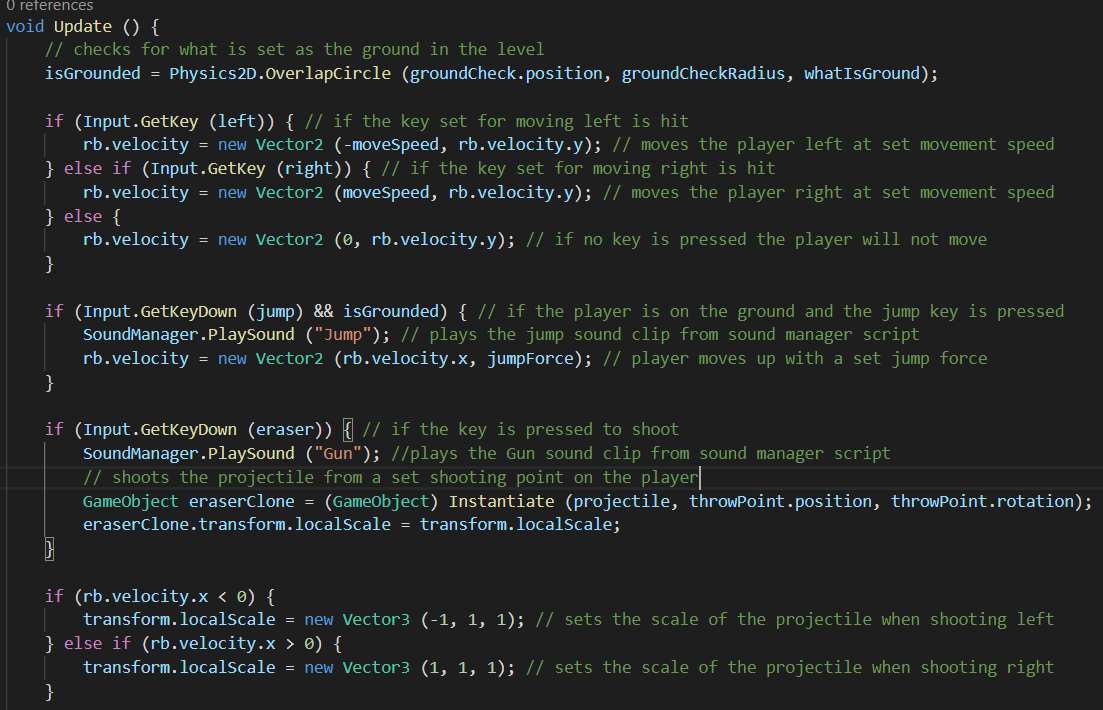 0 references
void Update () {
// checks for what is set as the ground in the level
isGrounded = Physics2D.OverlapCircle (groundCheck.position, groundCheckRadius, whatIsGround);
if (Input.GetKey (left)) { // if the key set for moving left is hit
rb.velocity = new Vector2 (-moveSpeed, rb.velocity.y); // moves the player left at set movement speed
} else if (Input.GetKey (right)) { // if the key set for moving right is hit
rb.velocity = new Vector2 (moveSpeed, rb.velocity.y); // moves the player right at set movement speed
} else {
rb.velocity = new Vector2 (0, rb.velocity.y); // if no key is pressed the player will not move
}
if (Input.GetKeyDown (jump) && isGrounded) { // if the player is on the ground and the jump key is pressed
SoundManager.PlaySound ("Jump"); // plays the jump sound clip from sound manager script
rb.velocity = new Vector2 (rb.velocity.x, jumpForce); // player moves up with a set jump force
}
if (Input.GetKeyDown (eraser)) { // if the key is pressed to shoot
SoundManager.PlaySound ("Gun"); //plays the Gun sound clip from sound manager script
// shoots the projectile from a set shooting point on the player
GameObject eraserClone = (GameObject) Instantiate (projectile, throwPoint.position, throwPoint.rotation);
eraserClone.transform.localScale = transform.localScale;
}
if (rb.velocity.x < 0) {
transform.localScale = new Vector3 (-1, 1, 1); // sets the scale of the projectile when shooting left
} else if (rb.velocity.x > 0) {
transform.localScale = new Vector3 (1, 1, 1); // sets the scale of the projectile when shooting right
}